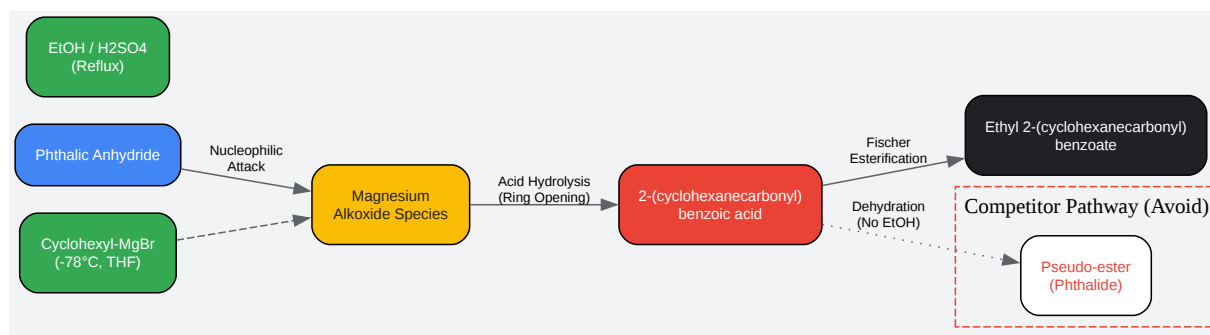 EtOH / H2SO4
(Reflux)
Phthalic Anhydride
Cyclohexyl-MgBr
(-78°C, THF)
Nucleophilic
Attack
Magnesium
Alkoxide Species
Acid Hydrolysis
(Ring Opening)
2-(cyclohexanecarbonyl)
benzoic acid
Fischer
Esterification
Dehydration
(No EtOH)
Ethyl 2-(cyclohexanecarbonyl)
benzoate
Competitor Pathway (Avoid)
Pseudo-ester
(Phthalide)